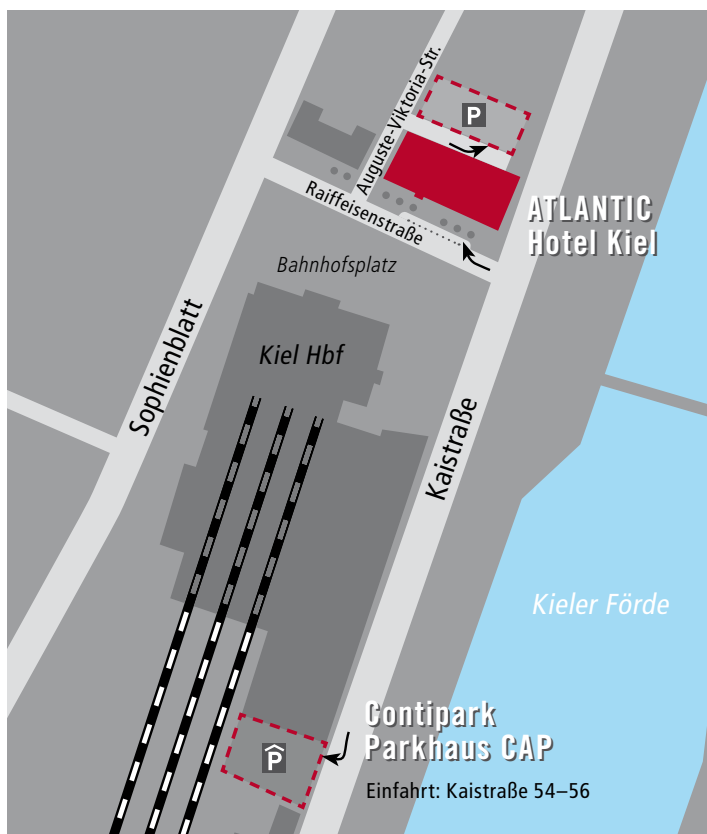 Auguste-Viktoria-Str.
P
Raiffeisenstraße
ATLANTIC
Hotel Kiel
Bahnhofsplatz
Kiel Hbf
Sophienblatt
Kaistraße
Kieler Förde
Contipark
Parkhaus CAP
P
Einfahrt: Kaistraße 54–56